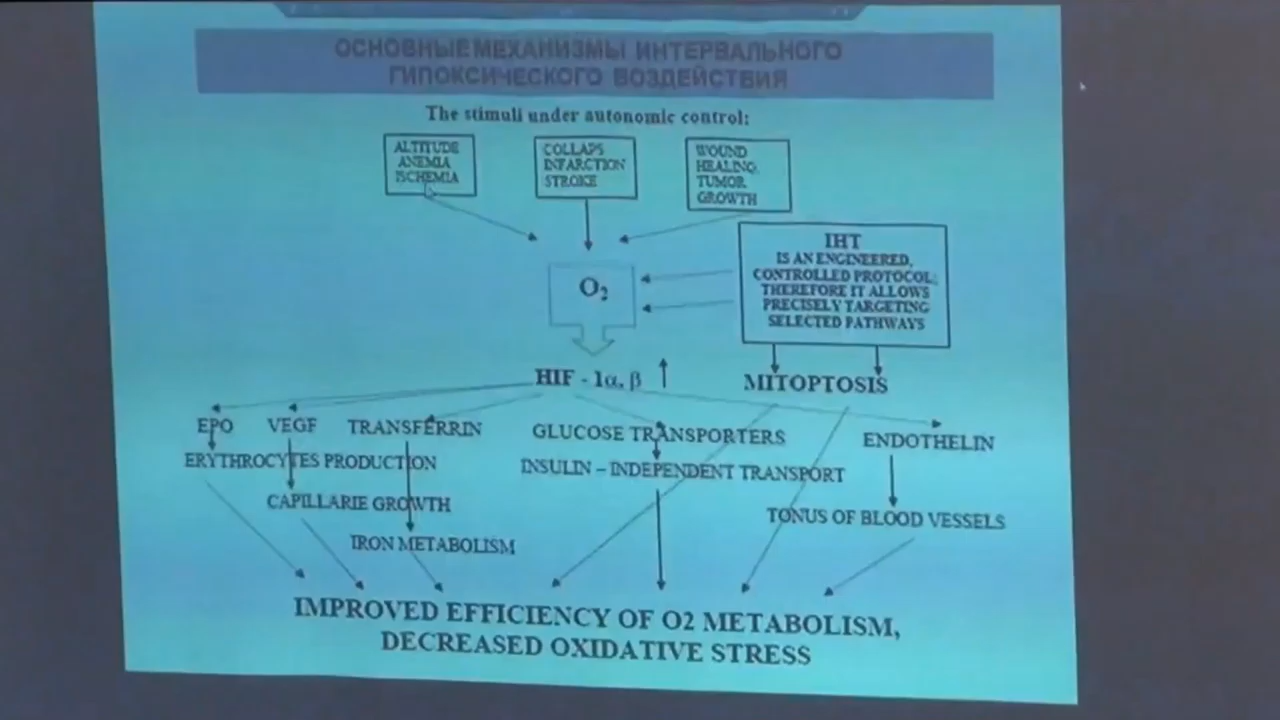 ОСНОВНЫЕ МЕХАНИЗМЫ ИНТЕРВАЛЬНОГО
ГИПОКСИЧЕСКОГО ВОЗДЕЙСТВИЯ
The stimuli under autonomic control:
ALTITUDE
ANEMIA
ISCHEMIA
COLLAPS
INFARCTION
STROKE
WOUND
HEALING,
TUMOR
GROWTH
IHT
IS AN ENGINEERED,
CONTROLLED PROTOCOL;
THEREFORE IT ALLOWS
PRECISELY TARGETING
SELECTED PATHWAYS
O₂
HIF - 1α, β
MITOPTOSIS
EPO
VEGF
TRANSFERRIN
GLUCOSE TRANSPORTERS
ENDOTHELIN
ERYTHROCYTES PRODUCTION
INSULIN – INDEPENDENT TRANSPORT
CAPILLARIE GROWTH
TONUS OF BLOOD VESSELS
IRON METABOLISM
IMPROVED EFFICIENCY OF O2 METABOLISM,
DECREASED OXIDATIVE STRESS